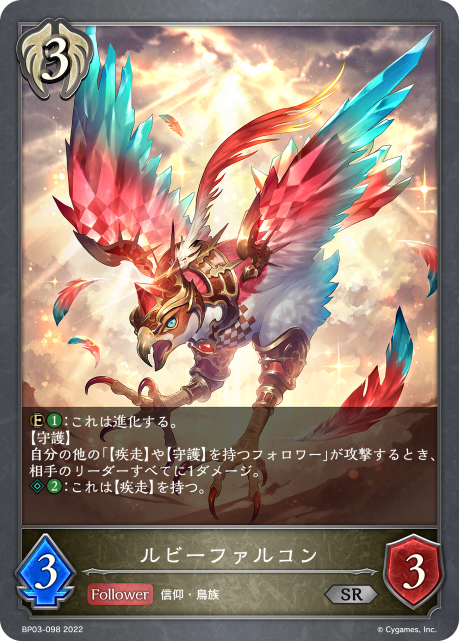 3
E 1：これは進化する。
【守護】
自分の他の「【疾走】や【守護】を持つフォロワー」が攻撃するとき、
相手のリーダーすべてに1ダメージ。
2：これは【疾走】を持つ。
ルビーファルコン
3
Follower 信仰・鳥族 SR
3
BP03-098 2022 © Cygames, Inc.